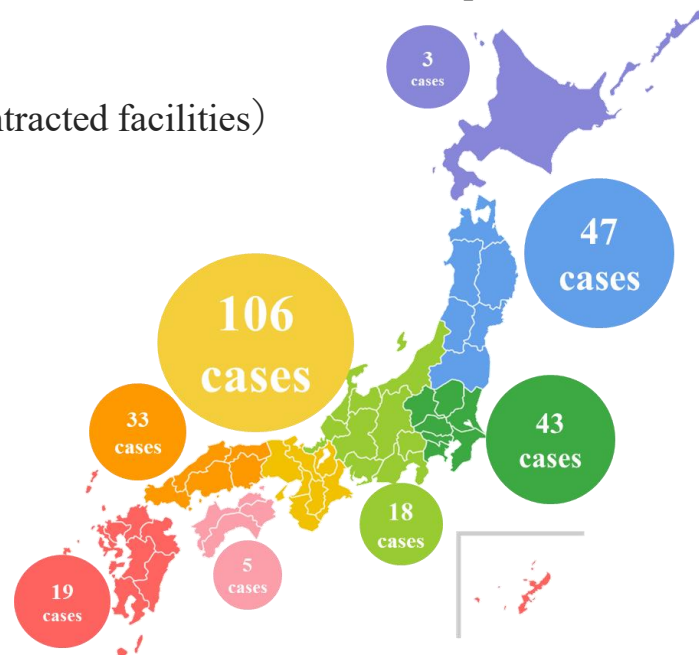 3
cases
ntracted facilities）
47
cases
106
cases
33
cases
43
cases
18
cases
5
cases
19
cases